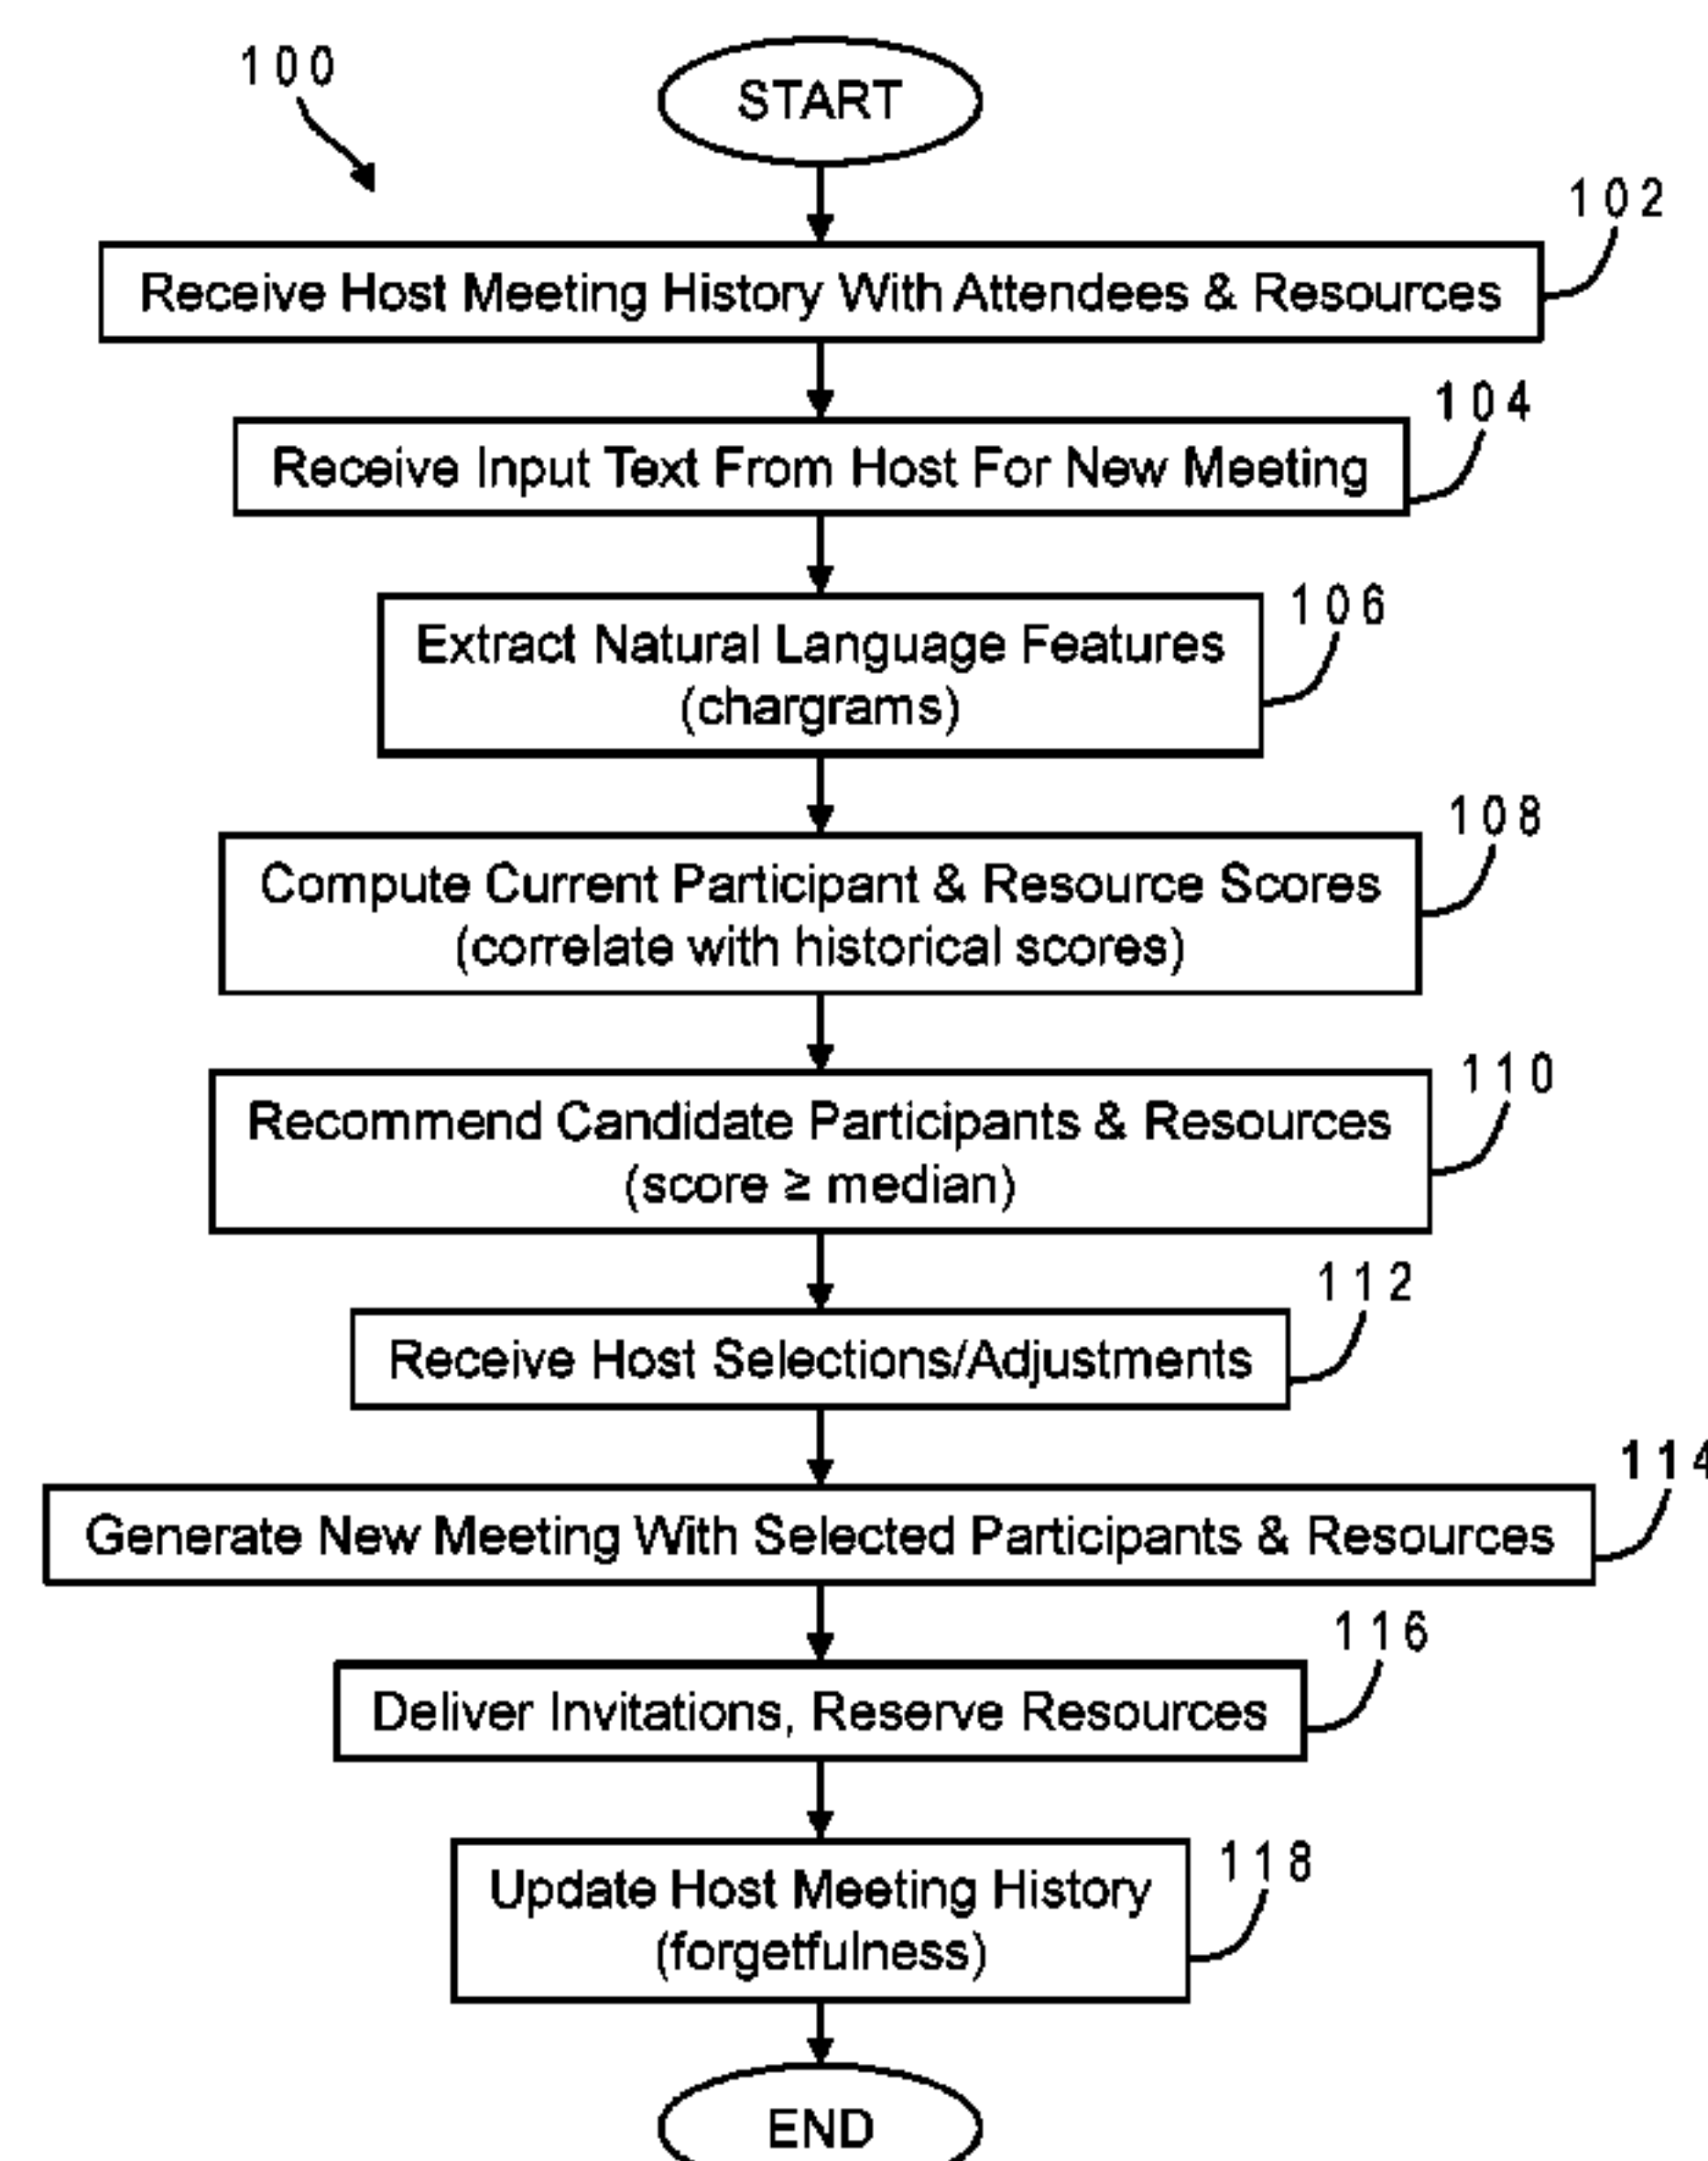 100
START
102
Receive Host Meeting History With Attendees & Resources
104
Receive Input Text From Host For New Meeting
106
Extract Natural Language Features
(chargrams)
108
Compute Current Participant & Resource Scores
(correlate with historical scores)
110
Recommend Candidate Participants & Resources
(score ≥ median)
112
Receive Host Selections/Adjustments
114
Generate New Meeting With Selected Participants & Resources
116
Deliver Invitations, Reserve Resources
118
Update Host Meeting History
(forgetfulness)
END